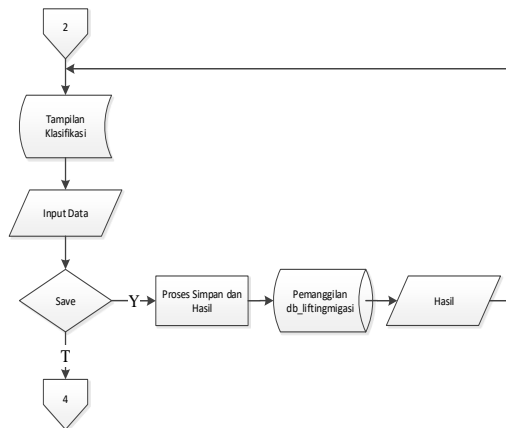 2
Tampilan
Klasifikasi
Input Data
Save
Y
Proses Simpan dan
Hasil
Pemanggilan
db_liftingmigasi
Hasil
T
4